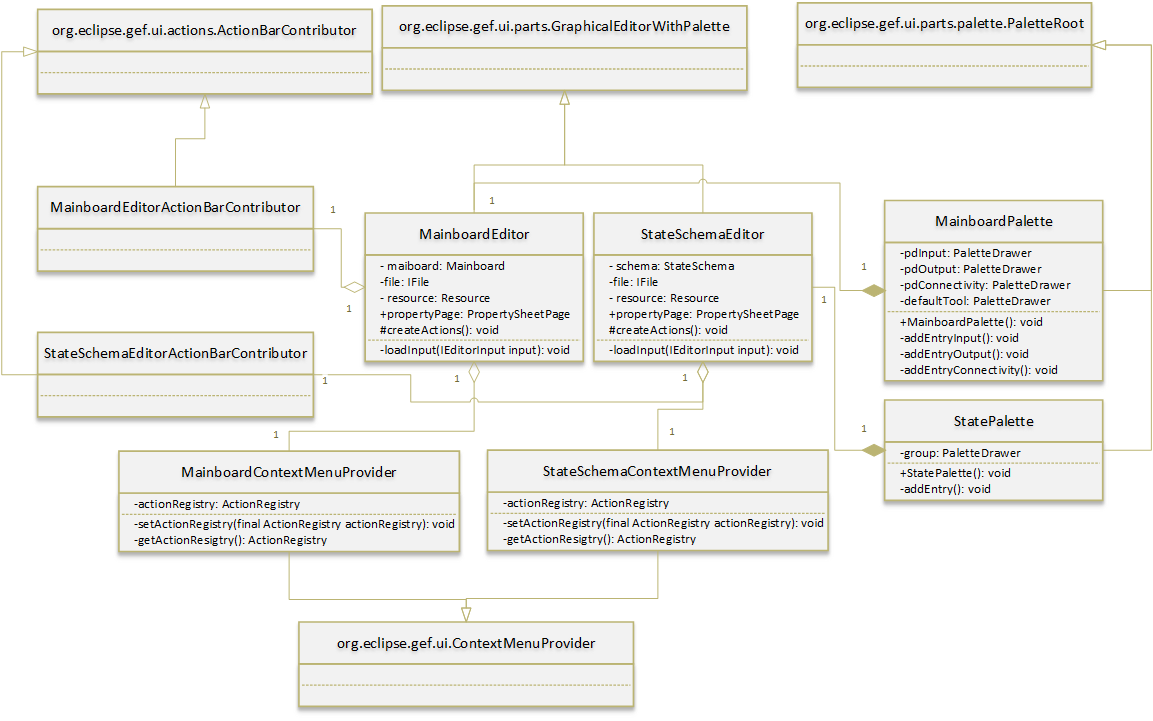 org.eclipse.gef.ui.actions.ActionBarContributor
org.eclipse.gef.ui.parts.GraphicalEditorWithPalette
org.eclipse.gef.ui.parts.palette.PaletteRoot
MainboardEditorActionBarContributor
1
1
MainboardEditor
- maiboard: Mainboard
-file: IFile
- resource: Resource
+propertyPage: PropertySheetPage
#createActions(): void
-loadInput(IEditorInput input): void
1
StateSchemaEditor
- schema: StateSchema
-file: IFile
- resource: Resource
+propertyPage: PropertySheetPage
#createActions(): void
-loadInput(IEditorInput input): void
1
1
MainboardPalette
-pdInput: PaletteDrawer
-pdOutput: PaletteDrawer
-pdConnectivity: PaletteDrawer
-defaultTool: PaletteDrawer
+MainboardPalette(): void
-addEntryInput(): void
-addEntryOutput(): void
-addEntryConnectivity(): void
StateSchemaEditorActionBarContributor
1
1
1
1
StatePalette
-group: PaletteDrawer
+StatePalette(): void
-addEntry(): void
1
1
MainboardContextMenuProvider
-actionRegistry: ActionRegistry
-setActionRegistry(final ActionRegistry actionRegistry): void
-getActionResigtry(): ActionRegistry
1
StateSchemaContextMenuProvider
-actionRegistry: ActionRegistry
-setActionRegistry(final ActionRegistry actionRegistry): void
-getActionResigtry(): ActionRegistry
org.eclipse.gef.ui.ContextMenuProvider